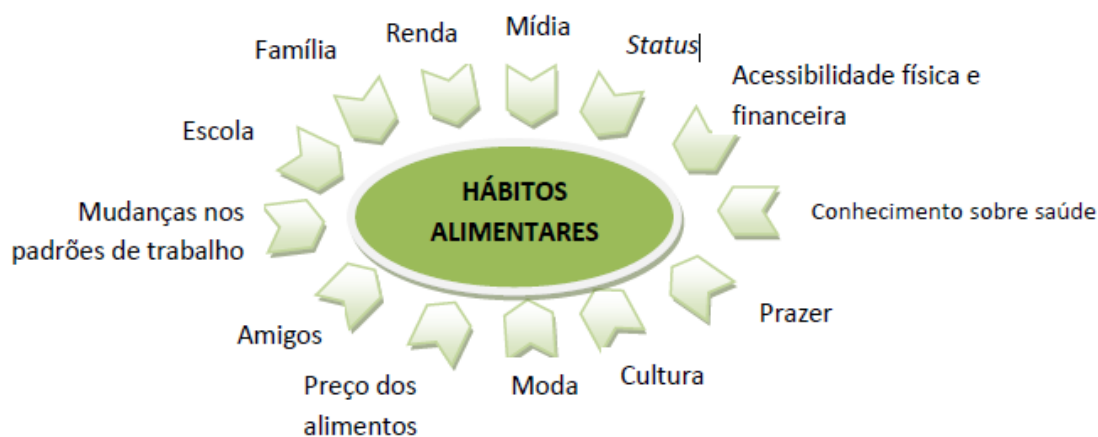 Mídia
Renda
Status
Família
Acessibilidade física e
financeira
Escola
HÁBITOS
ALIMENTARES
Mudanças nos
padrões de trabalho
Conhecimento sobre saúde
Prazer
Amigos
Cultura
Preço dos
alimentos
Moda